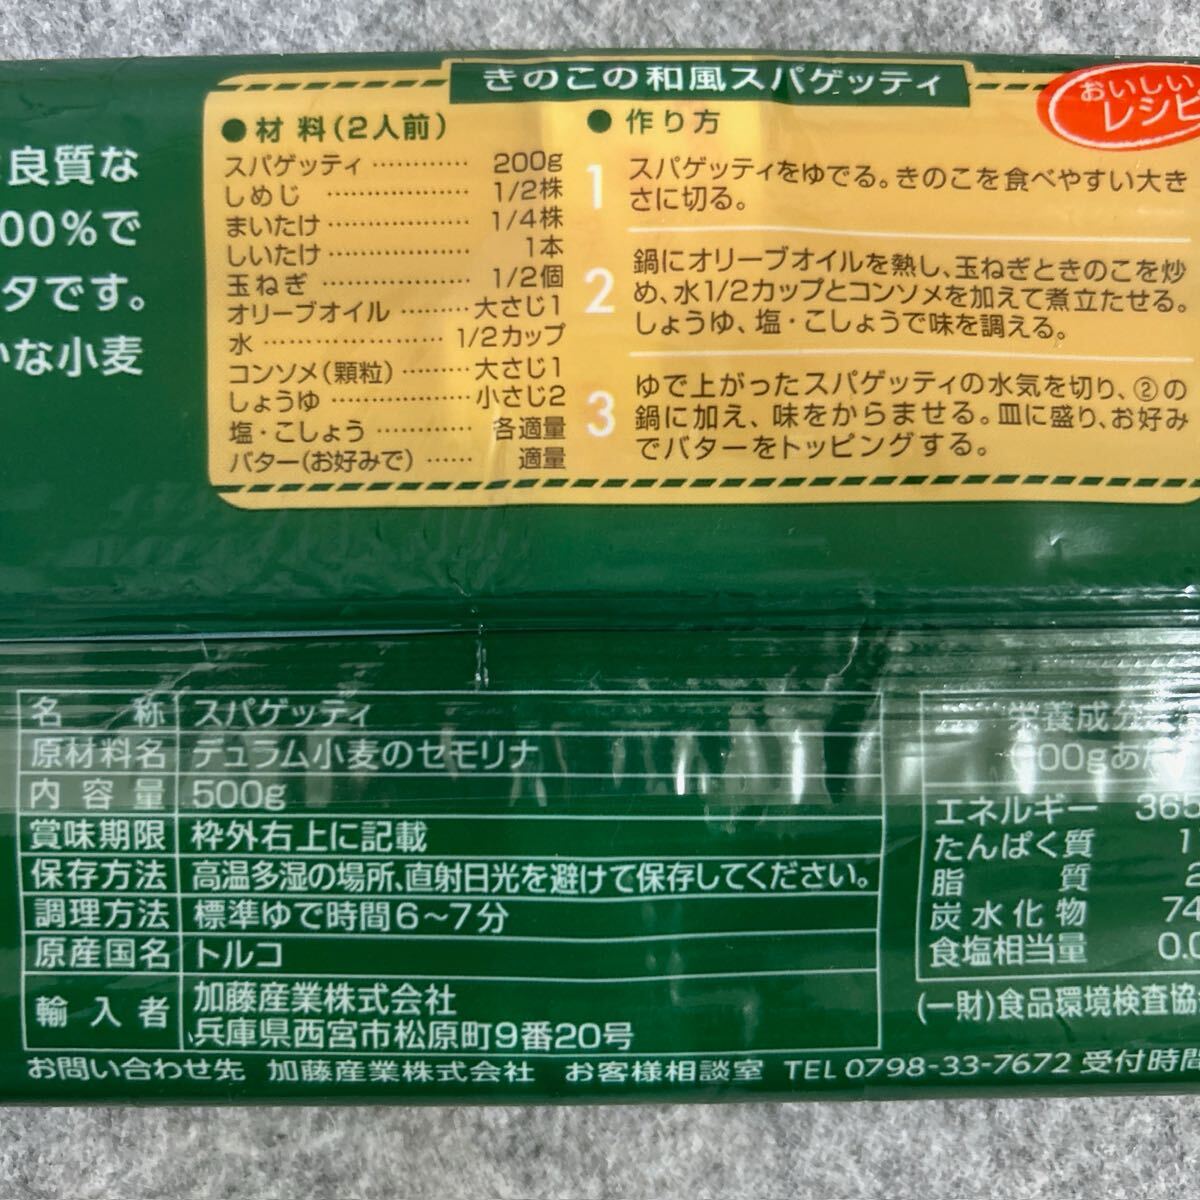 良質な
00%で
タです。
いな小麦
きのこの和風スパゲッティ
おいしい
レシピ
●材料(2人前)
スパゲッティ ………… 200g
しめじ ………………… 1/2株
まいたけ ……………… 1/4株
しいたけ ……………… 1本
玉ねぎ ………………… 1/2個
オリーブオイル ……… 大さじ1
水 …………………… 1/2カップ
コンソメ(顆粒) ……… 大さじ1
しょうゆ ……………… 小さじ2
塩・こしょう ………… 各適量
バター(お好みで) …… 適量
●作り方
1 スパゲッティをゆでる。きのこを食べやすい大き
さに切る。
2 鍋にオリーブオイルを熱し、玉ねぎときのこを炒
め、水1/2カップとコンソメを加えて煮立たせる。
しょうゆ、塩・こしょうで味を調える。
3 ゆで上がったスパゲッティの水気を切り、②の
鍋に加え、味をからませる。皿に盛り、お好み
でバターをトッピングする。
名称 スパゲッティ
原材料名 デュラム小麦のセモリナ
内容量 500g
賞味期限 枠外右上に記載
保存方法 高温多湿の場所、直射日光を避けて保存してください。
調理方法 標準ゆで時間6～7分
原産国名 トルコ
輸入者 加藤産業株式会社
兵庫県西宮市松原町9番20号
お問い合わせ先 加藤産業株式会社 お客様相談室 TEL 0798-33-7672 受付時間
栄養成分
00gあた
エネルギー 365
たんぱく質 1
脂質 2
炭水化物 74
食塩相当量 0.0
(一財)食品環境検査協